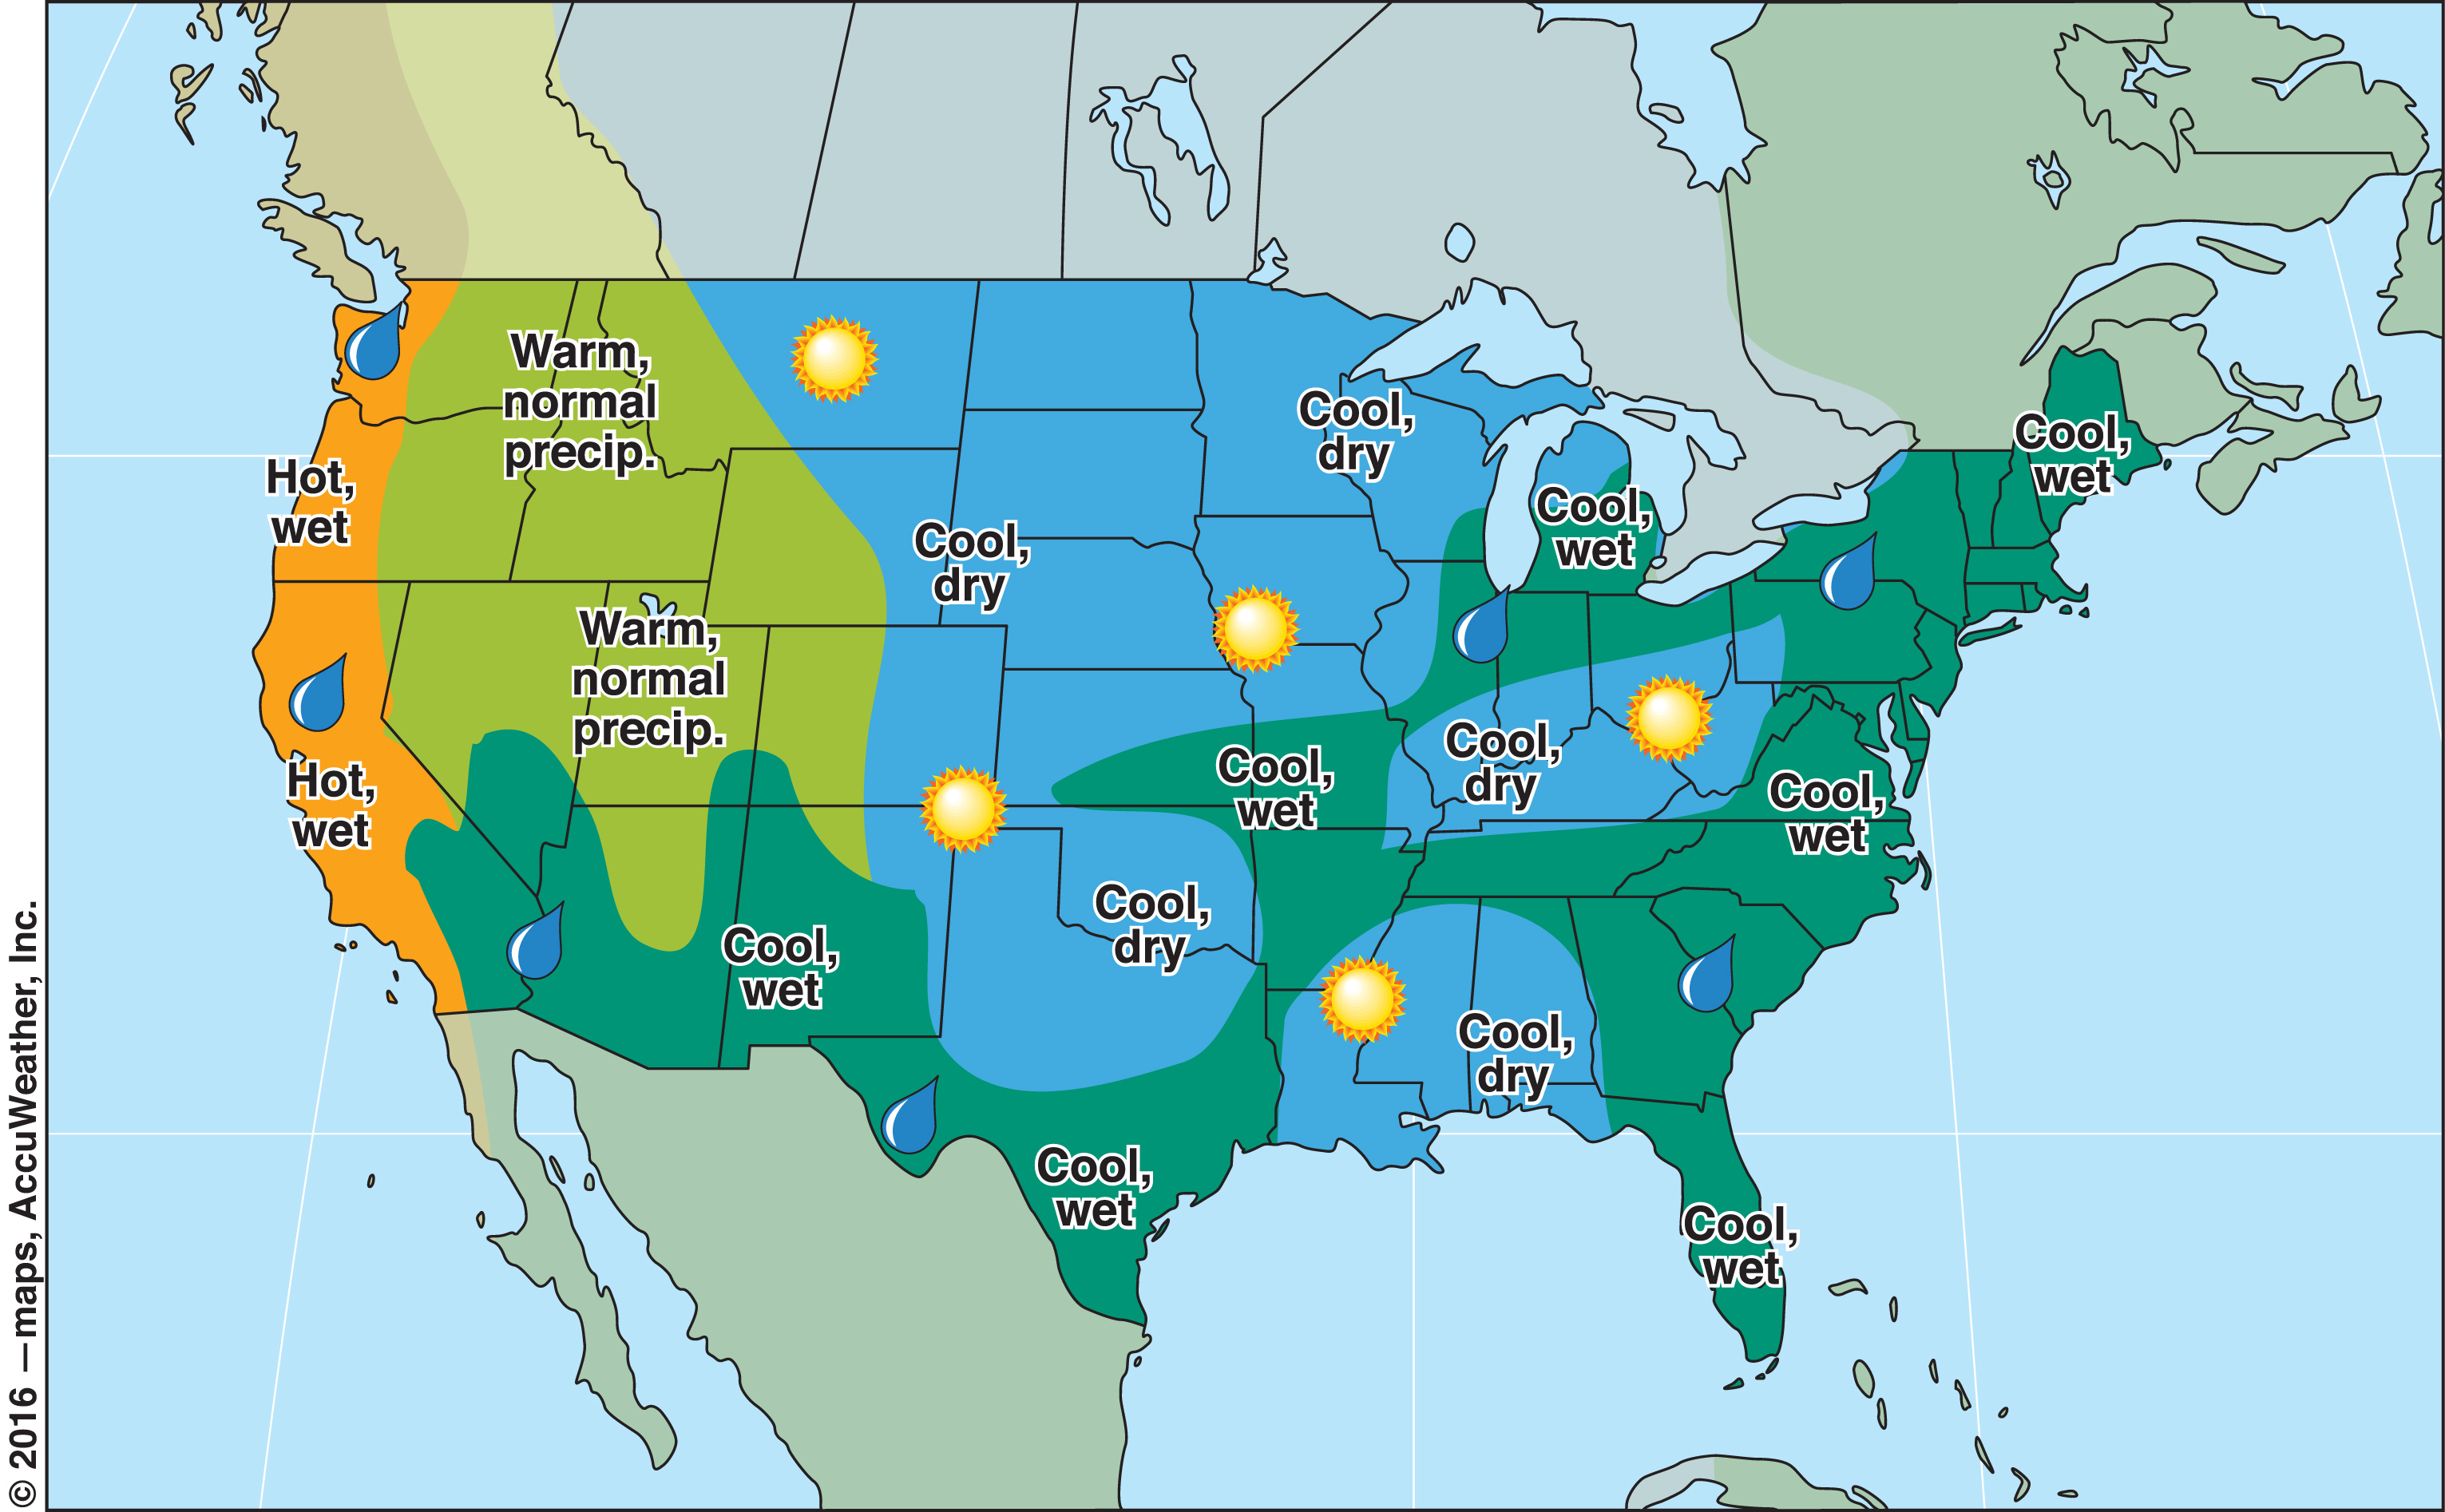 Warm,
normal
precip.
Cool,
dry
Cool,
wet
Hot,
wet
Cool,
wet
Cool,
dry
Warm,
normal
precip.
Hot,
wet
Cool,
wet
Cool,
dry
Cool,
wet
Cool,
dry
Cool,
wet
Cool,
dry
Cool,
wet
Cool,
wet
© 2016 —maps, AccuWeather, Inc.